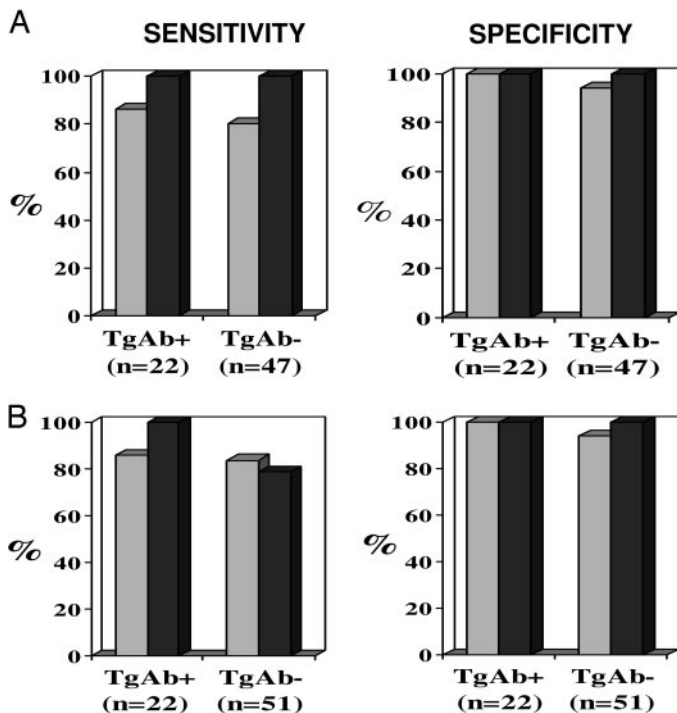 A
SENSITIVITY
SPECIFICITY
100
80
60
40
20
0
%
TgAb+
(n=22)
TgAb-
(n=47)
100
80
60
40
20
0
%
TgAb+
(n=22)
TgAb-
(n=47)
B
100
80
60
40
20
0
%
TgAb+
(n=22)
TgAb-
(n=51)
100
80
60
40
20
0
%
TgAb+
(n=22)
TgAb-
(n=51)